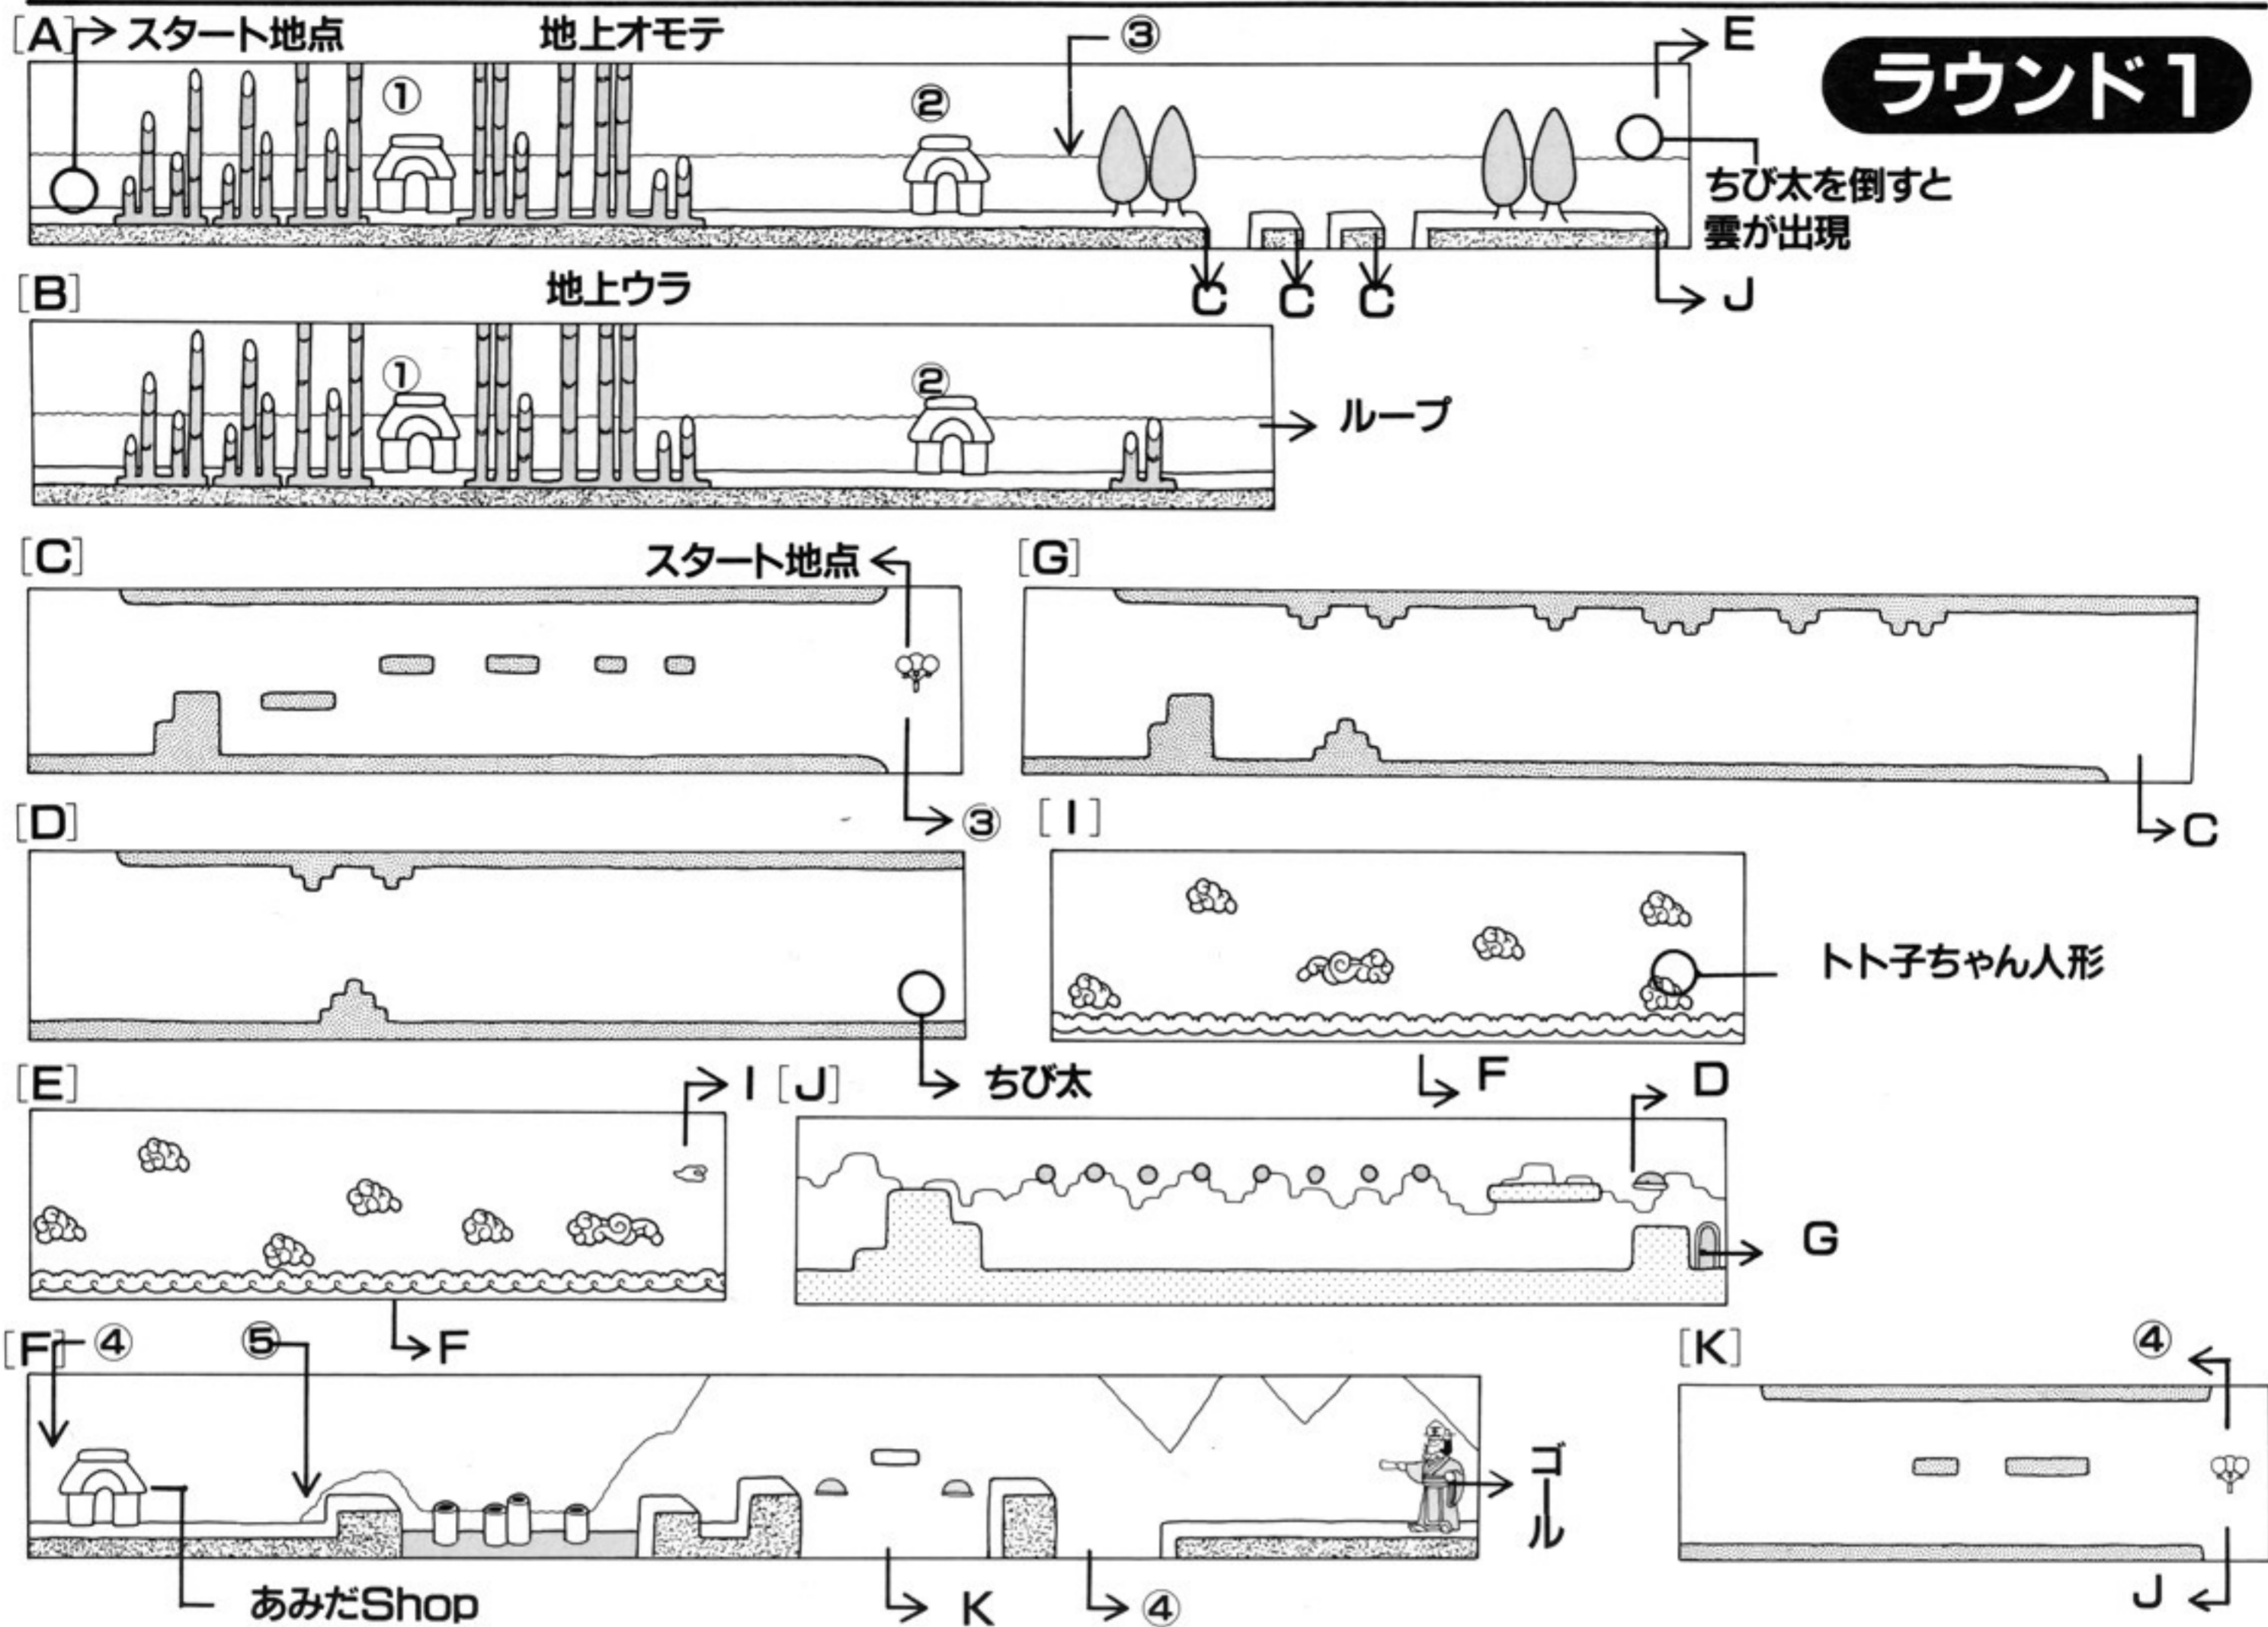 [A] スタート地点 地上オモテ ③ E
ラウンド1
① ②
ちび太を倒すと
雲が出現
C C C J
[B] 地上ウラ
① ②
ループ
[C] スタート地点 [G]
③ C
[D] [I]
トト子ちゃん人形
ちび太 F D
[E] I [J]
G
F
[F] ④ ⑤ [K] ④
ゴール
あみだShop K ④ J